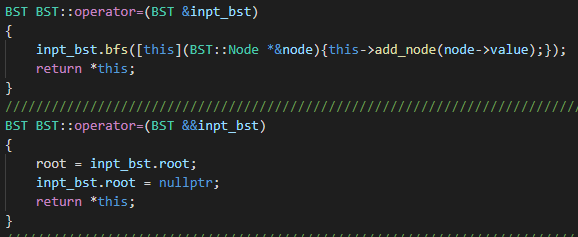 BST BST::operator=(BST &inpt_bst)
{
    inpt_bst.bfs([this](BST::Node *&node){this->add_node(node->value);});
    return *this;
}
////////////////////////////////////////////////////////////////////////////////
BST BST::operator=(BST &&inpt_bst)
{
    root = inpt_bst.root;
    inpt_bst.root = nullptr;
    return *this;
}
////////////////////////////////////////////////////////////////////////////////